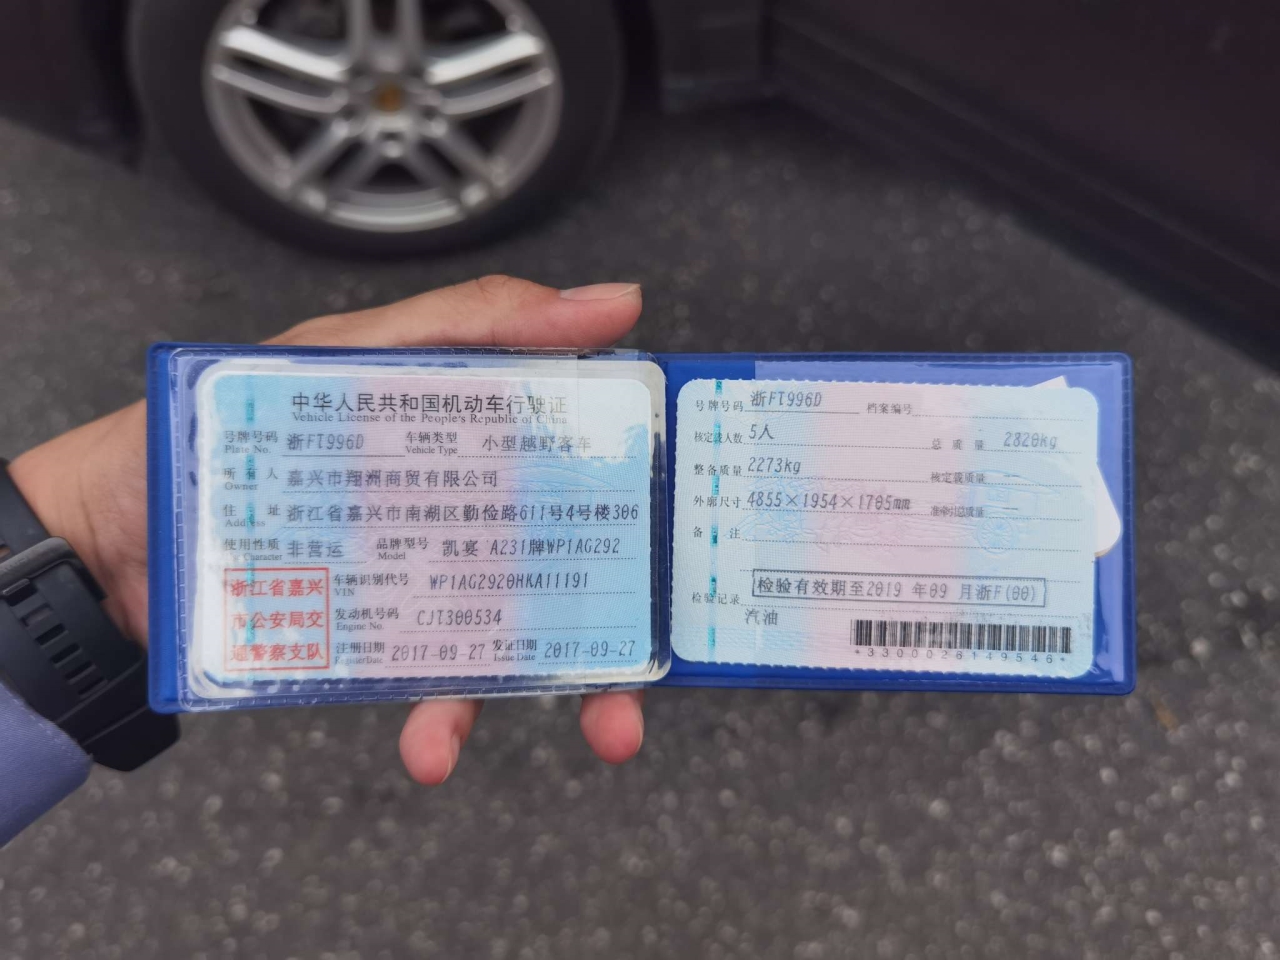 中华人民共和国机动车行驶证
Vehicle License of the People's Republic of China
号牌号码 浙FT996D 车辆类型 小型越野客车
Plate No. Vehicle Type
所有人 嘉兴市翔洲商贸有限公司
Owner
住址 浙江省嘉兴市南湖区勤俭路611号4号楼306
Address
使用性质 非营运 品牌型号 凯宴 A231牌WP1AG292
Character Model
浙江省嘉兴
市公安局交
通警察支队
车辆识别代号 WP1AG2920HKA11191
VIN
发动机号码 CJT300534
Engine No.
注册日期 2017-09-27 发证日期 2017-09-27
Register Date Issue Date
号牌号码 浙FT996D 档案编号
核定载人数 5人 总质量 2820kg
整备质量 2273kg 核定载质量 —
外廓尺寸 4855×1954×1705mm 准牵引总质量 —
备注
检验有效期至2019 年09 月浙F(00)
检验记录
汽油
*3300026149546*